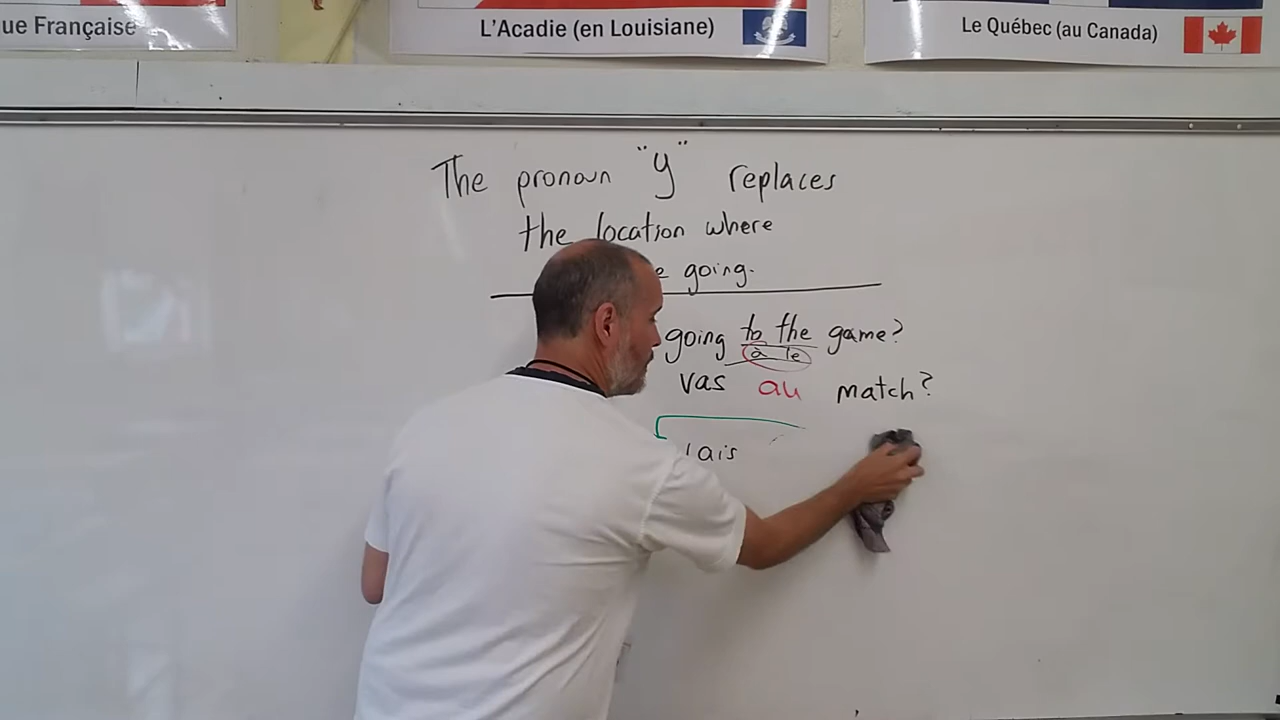 ue Française
L'Acadie (en Louisiane)
Le Québec (au Canada)
The pronoun "y" replaces
the location where
e going.
going to the game?
à le
vas au match?
lais